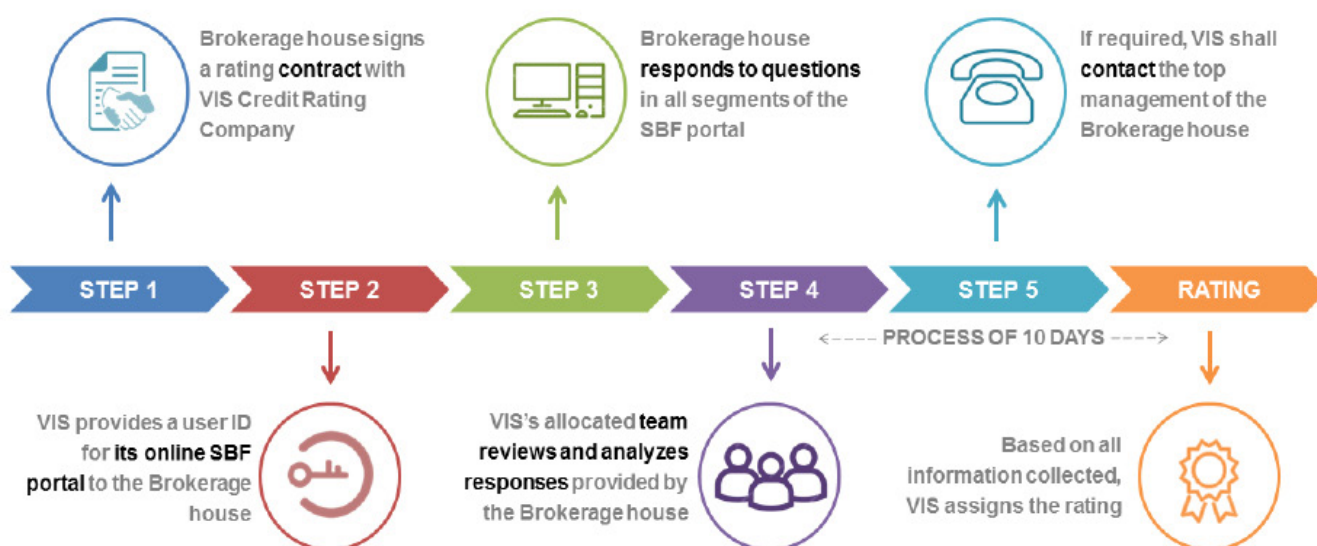 Brokerage house signs
a rating contract with
VIS Credit Rating
Company
Brokerage house
responds to questions
in all segments of the
SBF portal
If required, VIS shall
contact the top
management of the
Brokerage house
STEP 1
STEP 2
STEP 3
STEP 4
STEP 5
RATING
<----- PROCESS OF 10 DAYS ----->
VIS provides a user ID
for its online SBF
portal to the Brokerage
house
VIS's allocated team
reviews and analyzes
responses provided by
the Brokerage house
Based on all
information collected,
VIS assigns the rating